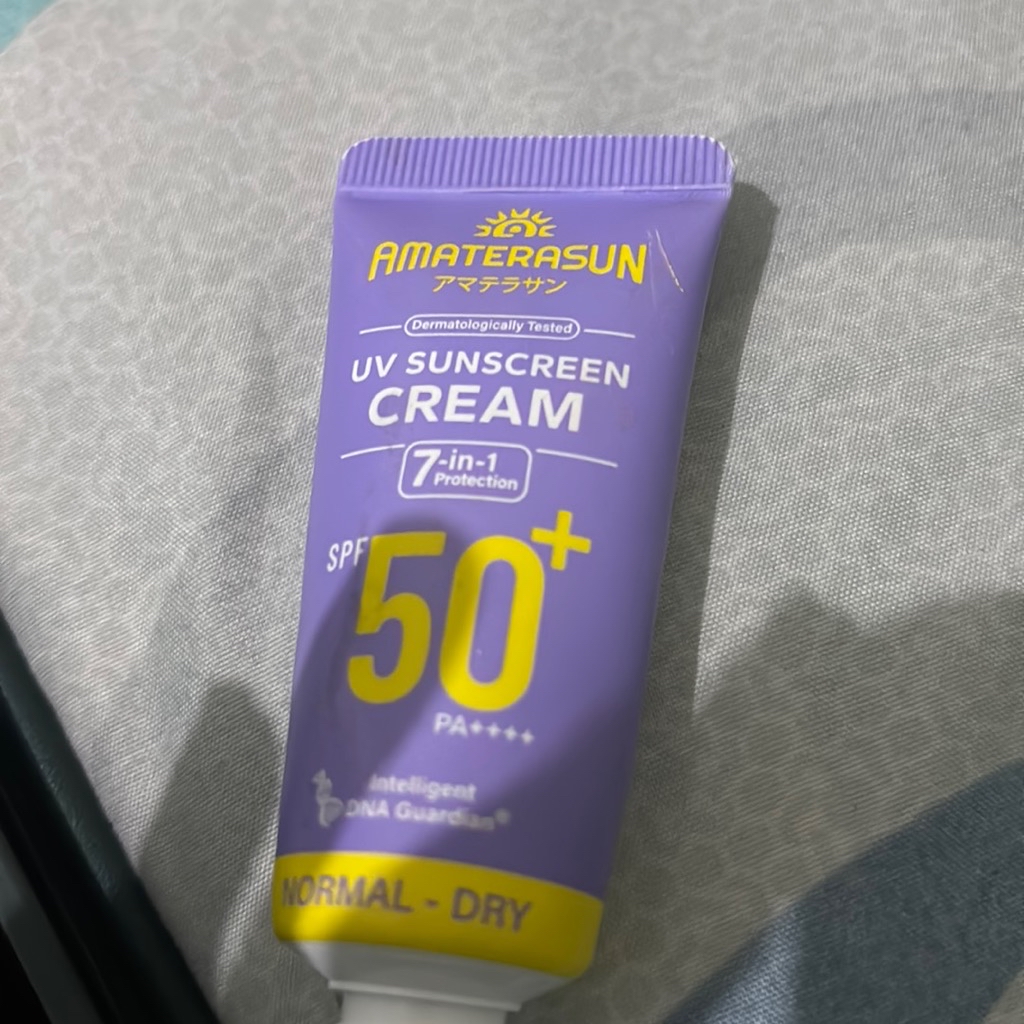 AMATERASUN
アマテラサン
Dermatologically Tested
UV SUNSCREEN
CREAM
7-in-1
Protection
SPF 50+
PA++++
Intelligent
DNA Guardian®
NORMAL - DRY